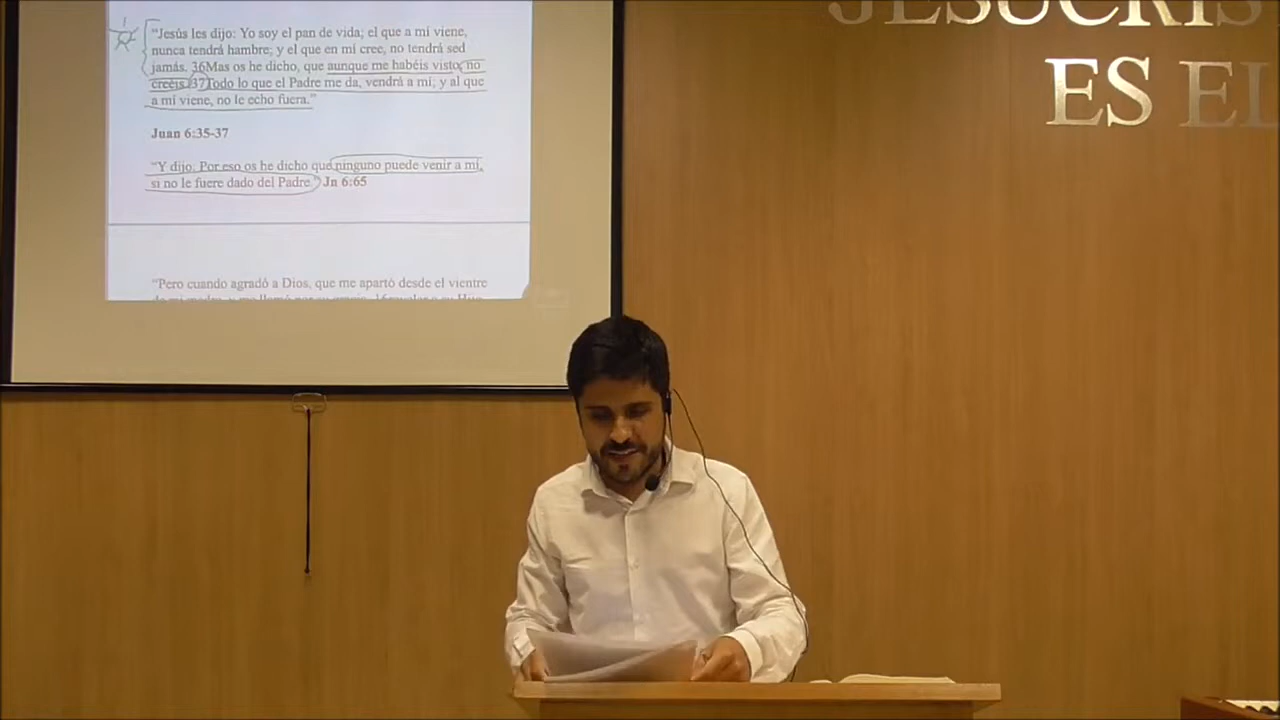 "Jesús les dijo: Yo soy el pan de vida; el que a mí viene,
nunca tendrá hambre; y el que en mí cree, no tendrá sed
jamás. 36Mas os he dicho, que aunque me habéis visto, no
creéis. 37Todo lo que el Padre me da, vendrá a mí; y al que
a mí viene, no le echo fuera."
Juan 6:35-37
"Y dijo: Por eso os he dicho que ninguno puede venir a mí,
si no le fuere dado del Padre." Jn 6:65
"Pero cuando agradó a Dios, que me apartó desde el vientre
JESUCRIS
ES EL